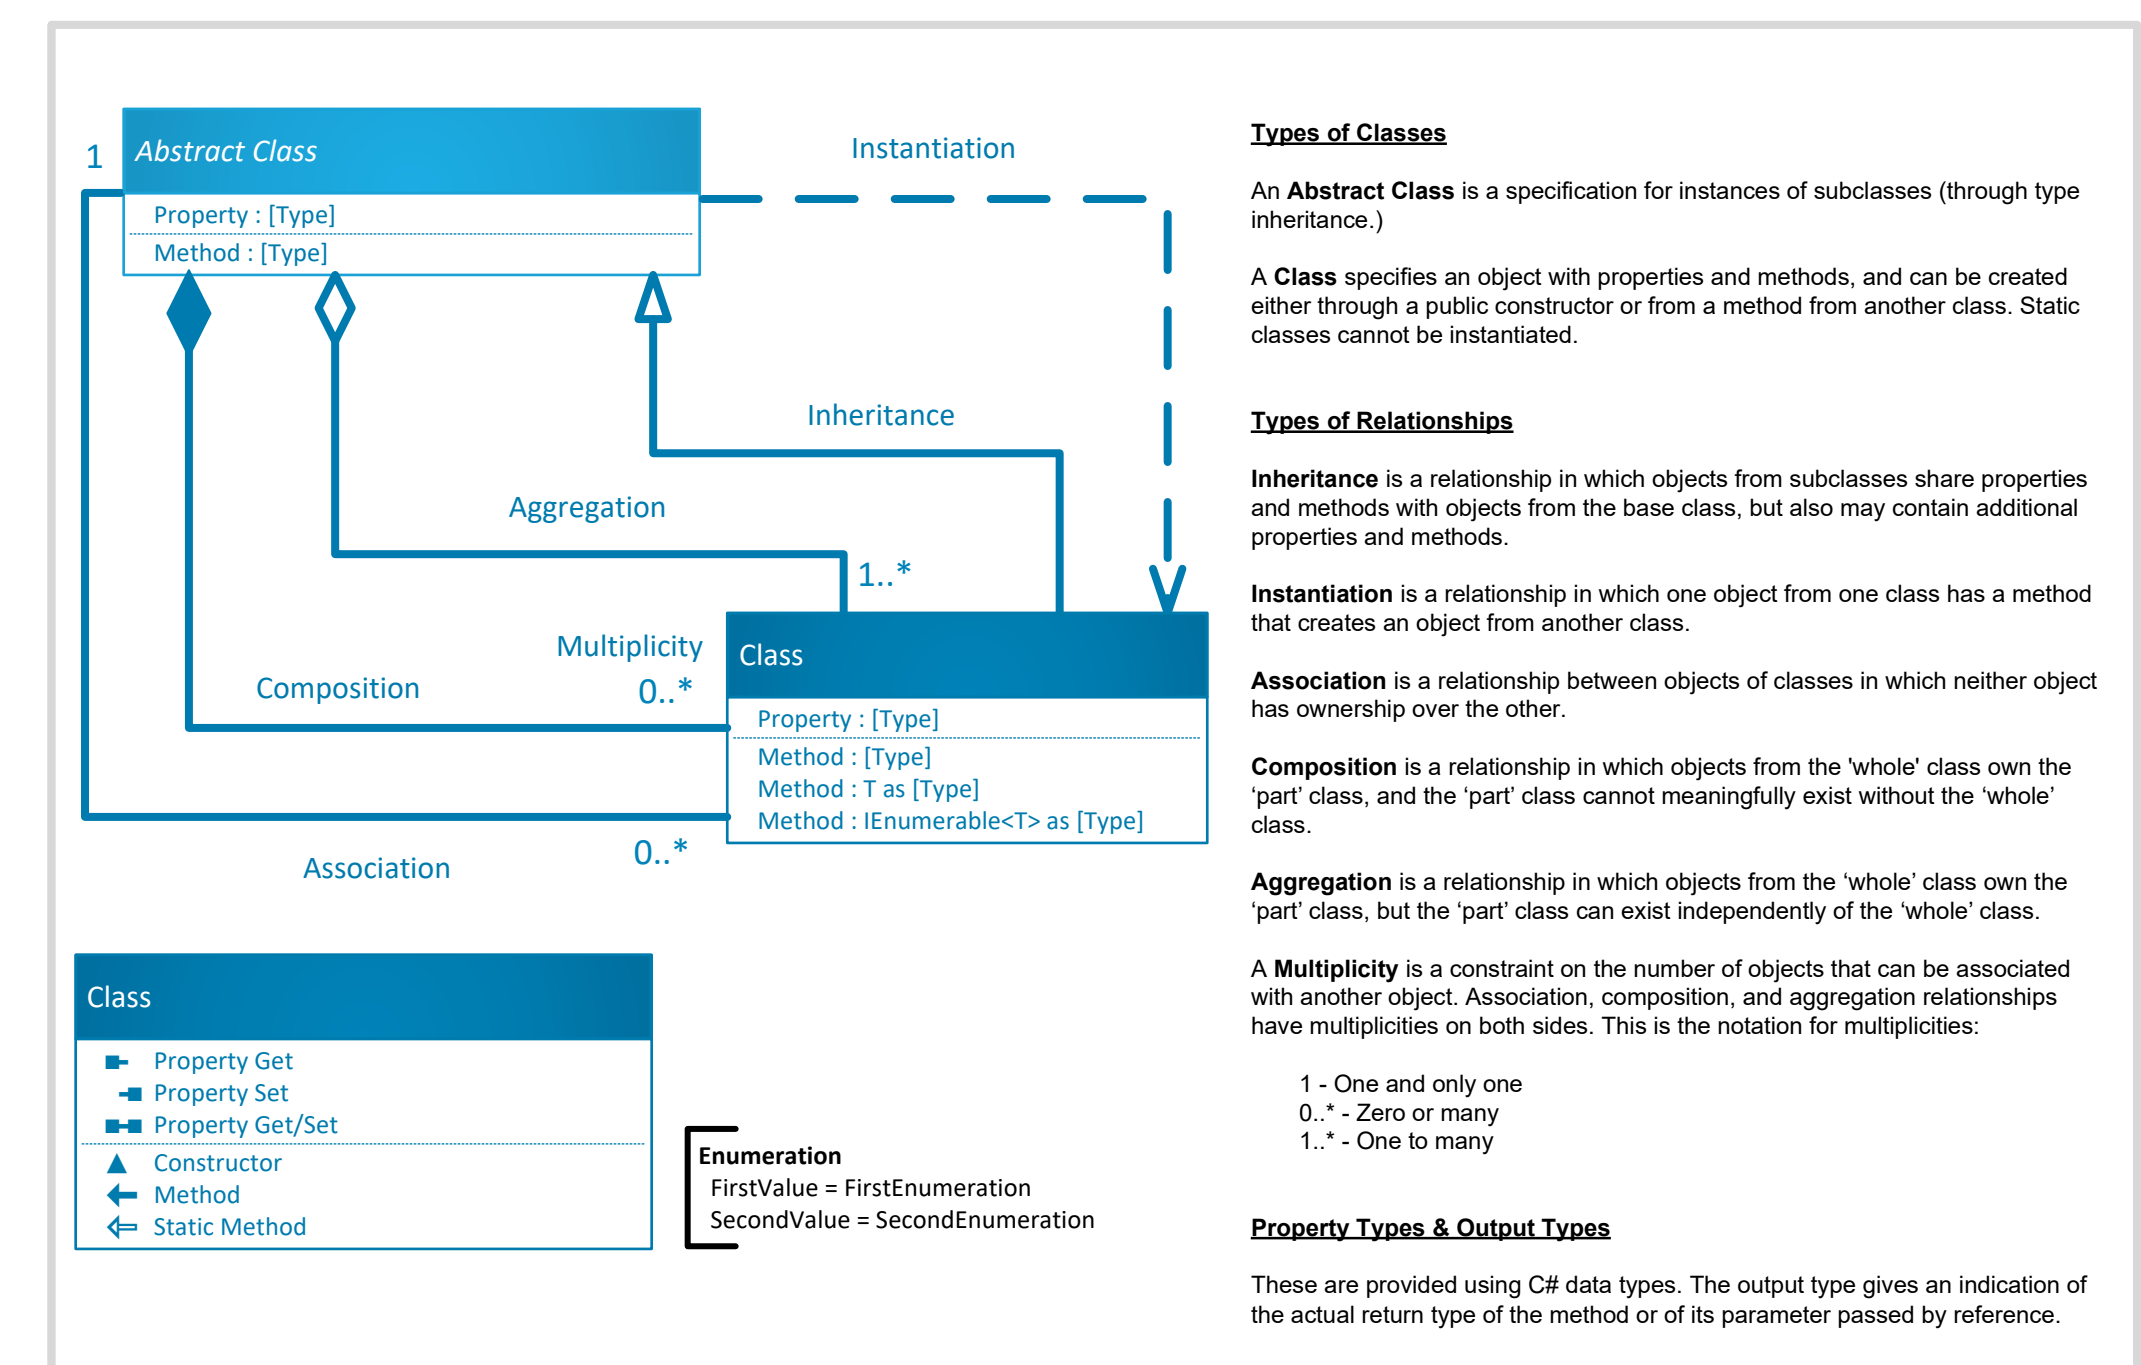 1
Abstract Class
Property : [Type]
Method : [Type]
Instantiation
Inheritance
Aggregation
1..*
Multiplicity
Composition
0..*
Class
Property : [Type]
Method : [Type]
Method : T as [Type]
Method : IEnumerable<T> as [Type]
0..*
Association
Class
Property Get
Property Set
Property Get/Set
Constructor
Method
Static Method
Enumeration
FirstValue = FirstEnumeration
SecondValue = SecondEnumeration
Types of Classes
An Abstract Class is a specification for instances of subclasses (through type
inheritance.)
A Class specifies an object with properties and methods, and can be created
either through a public constructor or from a method from another class. Static
classes cannot be instantiated.
Types of Relationships
Inheritance is a relationship in which objects from subclasses share properties
and methods with objects from the base class, but also may contain additional
properties and methods.
Instantiation is a relationship in which one object from one class has a method
that creates an object from another class.
Association is a relationship between objects of classes in which neither object
has ownership over the other.
Composition is a relationship in which objects from the 'whole' class own the
‘part’ class, and the ‘part’ class cannot meaningfully exist without the ‘whole’
class.
Aggregation is a relationship in which objects from the ‘whole’ class own the
‘part’ class, but the ‘part’ class can exist independently of the ‘whole’ class.
A Multiplicity is a constraint on the number of objects that can be associated
with another object. Association, composition, and aggregation relationships
have multiplicities on both sides. This is the notation for multiplicities:
1 - One and only one
0..* - Zero or many
1..* - One to many
Property Types & Output Types
These are provided using C# data types. The output type gives an indication of
the actual return type of the method or of its parameter passed by reference.